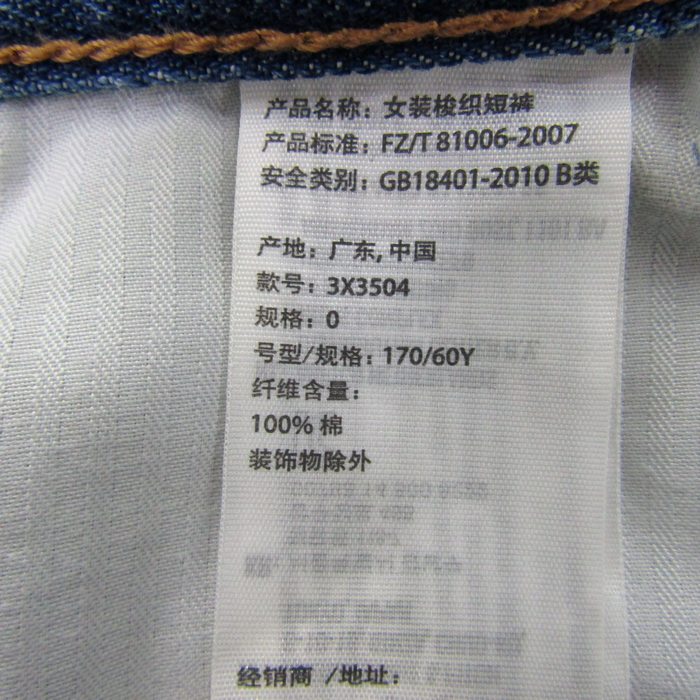 产品名称：女装梭织短裤
产品标准：FZ/T 81006-2007
安全类别：GB18401-2010 B类
产地：广东, 中国
款号：3X3504
规格：0
号型/规格：170/60Y
纤维含量：
100% 棉
装饰物除外
经销商 /地址：